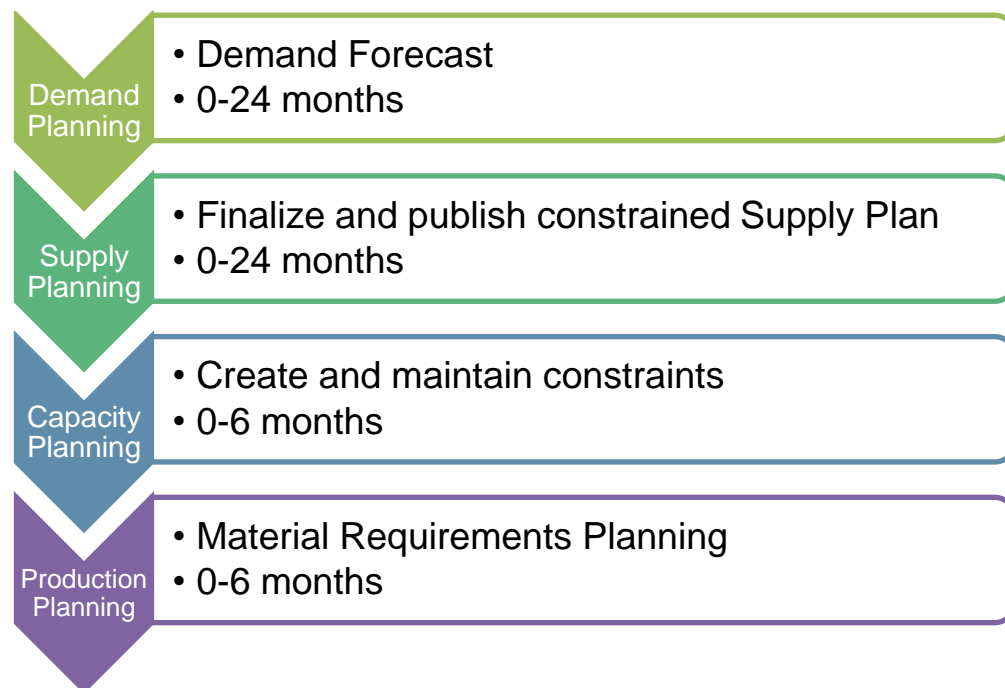 Demand
Planning
• Demand Forecast
• 0-24 months
Supply
Planning
• Finalize and publish constrained Supply Plan
• 0-24 months
Capacity
Planning
• Create and maintain constraints
• 0-6 months
Production
Planning
• Material Requirements Planning
• 0-6 months